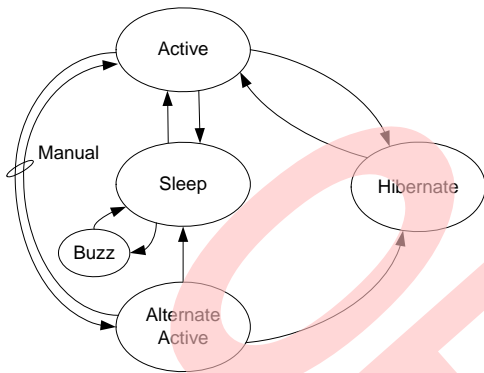 Active
Manual
Sleep
Hibernate
Buzz
Alternate
Active